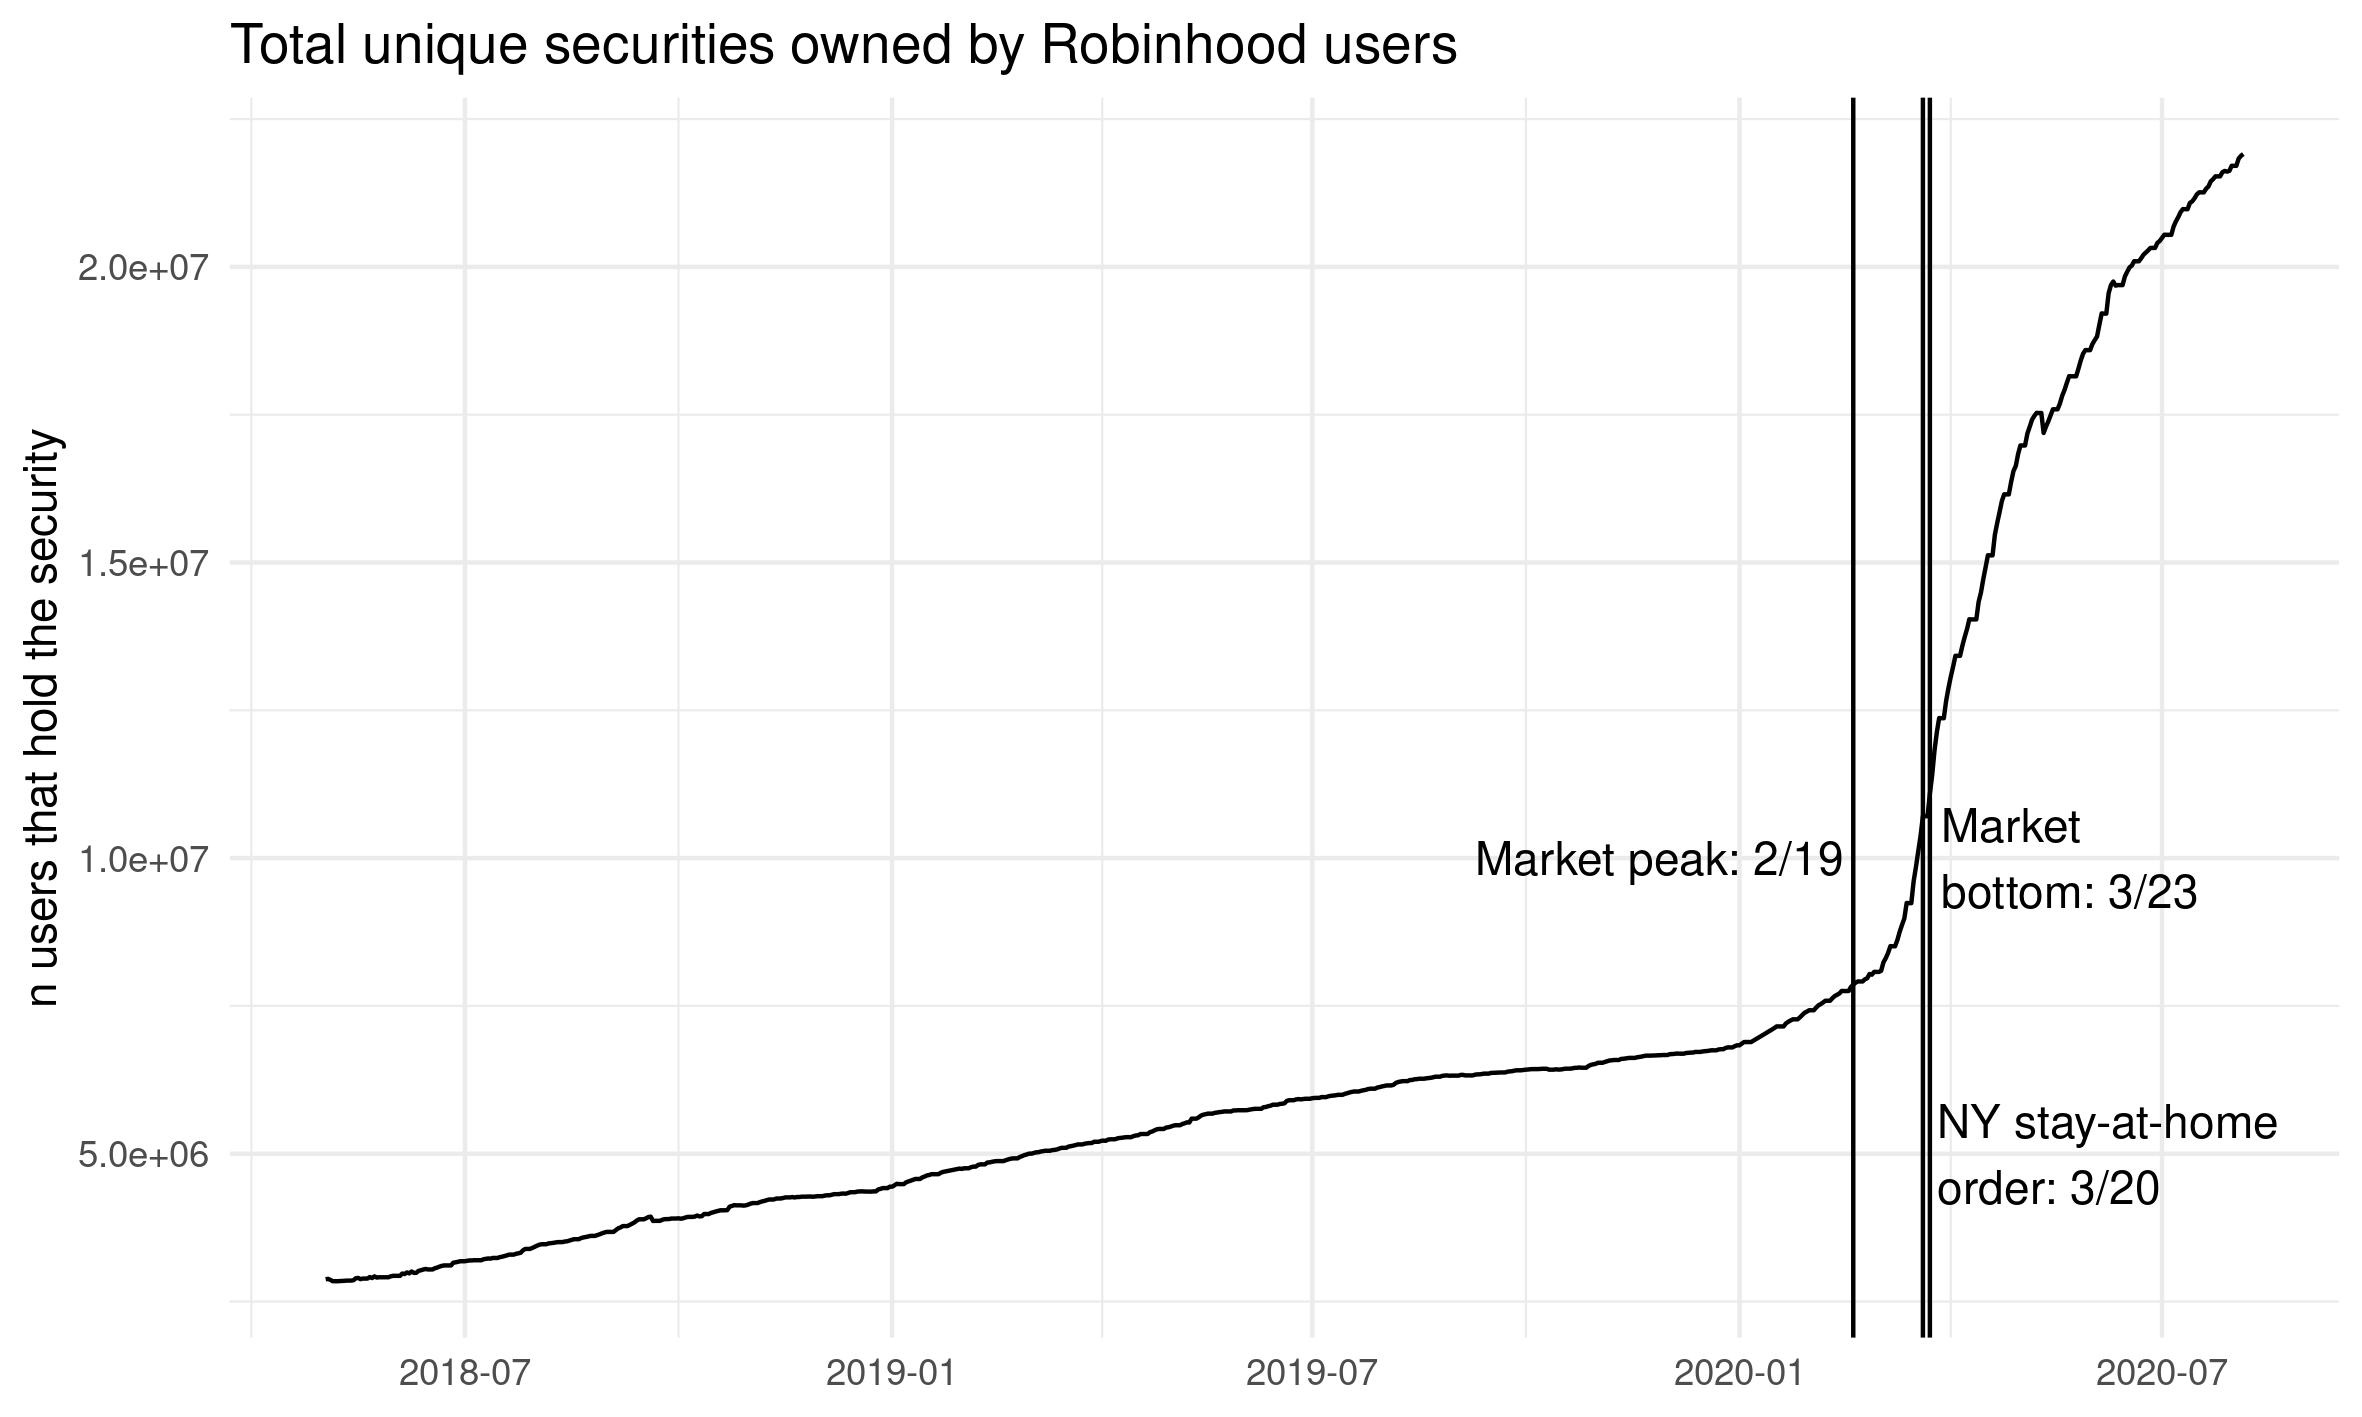 Total unique securities owned by Robinhood users
n users that hold the security
2.0e+07
1.5e+07
1.0e+07
5.0e+06
Market peak: 2/19
Market
bottom: 3/23
NY stay-at-home
order: 3/20
2018-07
2019-01
2019-07
2020-01
2020-07